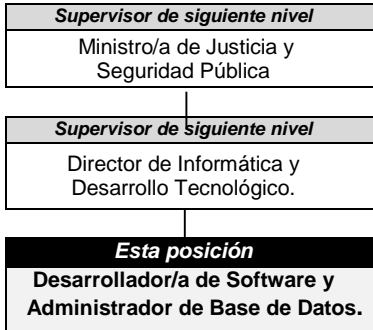 Supervisor de siguiente nivel
Ministro/a de Justicia y
Seguridad Pública
Supervisor de siguiente nivel
Director de Informática y
Desarrollo Tecnológico.
Esta posición
Desarrollador/a de Software y
Administrador de Base de Datos.